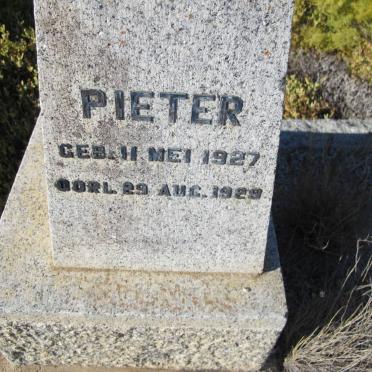 PIETER
GEB. 11 MEI 1927
OORL. 29 AUG. 1929